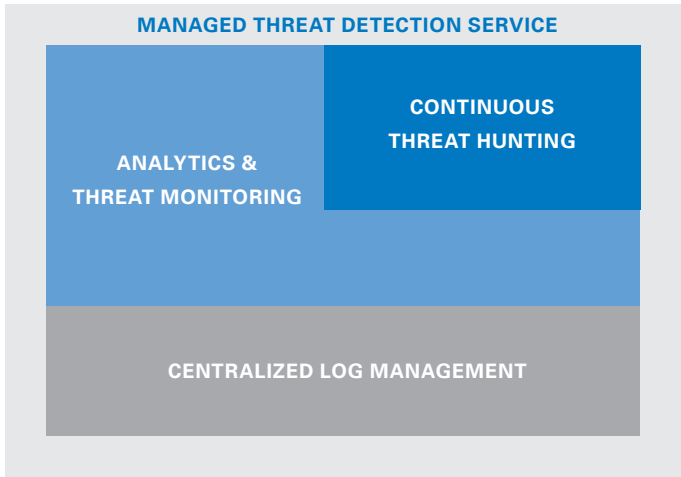 MANAGED THREAT DETECTION SERVICE
CONTINUOUS
THREAT HUNTING
ANALYTICS &
THREAT MONITORING
CENTRALIZED LOG MANAGEMENT